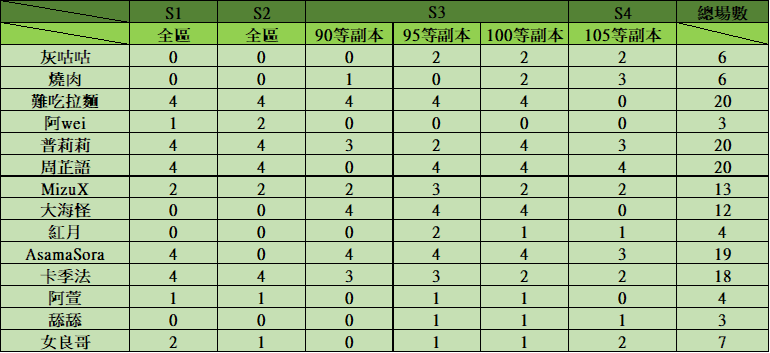 S1 S2 S3 S4 總場數
全區 全區 90等副本 95等副本 100等副本 105等副本
灰咕咕 0 0 0 2 2 2 6
燒肉 0 0 1 0 2 3 6
難吃拉麵 4 4 4 4 4 0 20
阿wei 1 2 0 0 0 0 3
普莉莉 4 4 3 2 4 3 20
周芷語 4 4 0 4 4 4 20
MizuX 2 2 2 3 2 2 13
大海怪 0 0 4 4 4 0 12
紅月 0 0 0 2 1 1 4
AsamaSora 4 0 4 4 4 3 19
卡季法 4 4 3 3 2 2 18
阿萱 1 1 0 1 1 0 4
舔舔 0 0 0 1 1 1 3
女良哥 2 1 0 1 1 2 7